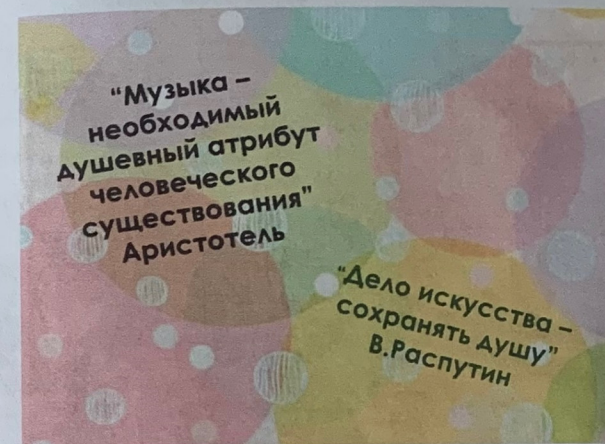 “Музыка –
необходимый
душевный атрибут
человеческого
существования”
Аристотель
“Дело искусства –
сохранять душу”
В.Распутин